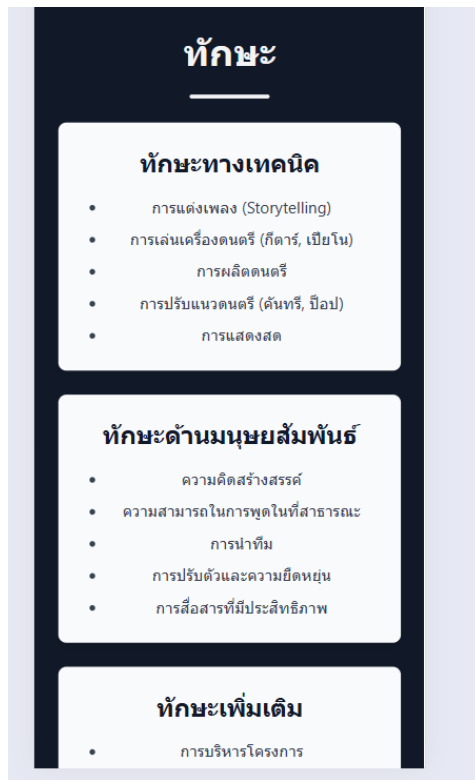 ทักษะ
ทักษะทางเทคนิค
• การแต่งเพลง (Storytelling)
• การเล่นเครื่องดนตรี (กีตาร์, เปียโน)
• การผลิตดนตรี
• การปรับแนวดนตรี (คันทรี, ป็อป)
• การแสดงสด
ทักษะด้านมนุษยสัมพันธ์
• ความคิดสร้างสรรค์
• ความสามารถในการพูดในที่สาธารณะ
• การนำทีม
• การปรับตัวและความยืดหยุ่น
• การสื่อสารที่มีประสิทธิภาพ
ทักษะเพิ่มเติม
• การบริหารโครงการ